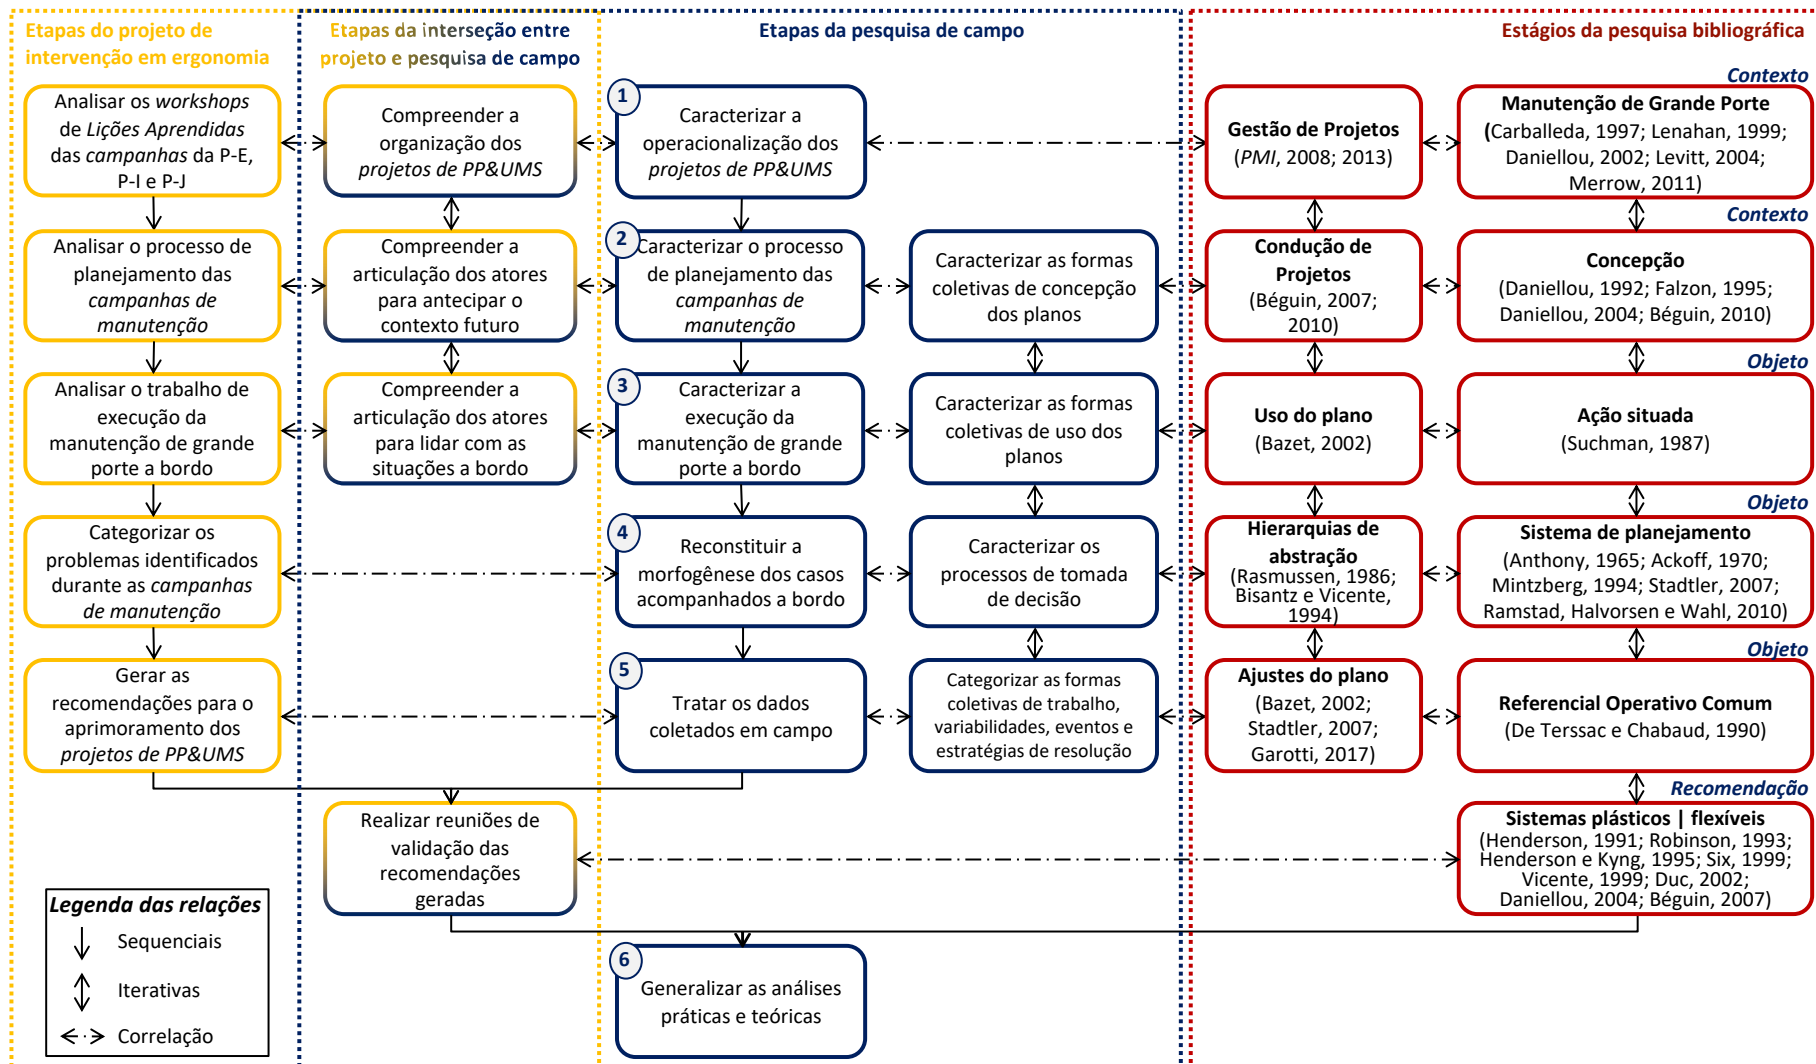 Etapas do projeto de
intervenção em ergonomia
Etapas da interseção entre
projeto e pesquisa de campo
Etapas da pesquisa de campo
Estágios da pesquisa bibliográfica
Analisar os workshops
de Lições Aprendidas
das campanhas da P-E,
P-I e P-J
Compreender a
organização dos
projetos de PP&UMS
1
Caracterizar a
operacionalização dos
projetos de PP&UMS
Gestão de Projetos
(PMI, 2008; 2013)
Contexto
Manutenção de Grande Porte
(Carballeda, 1997; Lenahan, 1999;
Daniellou, 2002; Levitt, 2004;
Merrow, 2011)
Analisar o processo de
planejamento das
campanhas de
manutenção
Compreender a
articulação dos atores
para antecipar o
contexto futuro
2
Caracterizar o processo
de planejamento das
campanhas de
manutenção
Caracterizar as formas
coletivas de concepção
dos planos
Condução de
Projetos
(Béguin, 2007;
2010)
Contexto
Concepção
(Daniellou, 1992; Falzon, 1995;
Daniellou, 2004; Béguin, 2010)
Analisar o trabalho de
execução da
manutenção de grande
porte a bordo
Compreender a
articulação dos atores
para lidar com as
situações a bordo
3
Caracterizar a
execução da
manutenção de grande
porte a bordo
Caracterizar as formas
coletivas de uso dos
planos
Uso do plano
(Bazet, 2002)
Objeto
Ação situada
(Suchman, 1987)
Categorizar os
problemas identificados
durante as campanhas
de manutenção
4
Reconstituir a
morfogênese dos casos
acompanhados a bordo
Caracterizar os
processos de tomada
de decisão
Hierarquias de
abstração
(Rasmussen, 1986;
Bisantz e Vicente,
1994)
Objeto
Sistema de planejamento
(Anthony, 1965; Ackoff, 1970;
Mintzberg, 1994; Stadtler, 2007;
Ramstad, Halvorsen e Wahl, 2010)
Gerar as
recomendações para o
aprimoramento dos
projetos de PP&UMS
5
Tratar os dados
coletados em campo
Categorizar as formas
coletivas de trabalho,
variabilidades, eventos e
estratégias de resolução
Ajustes do plano
(Bazet, 2002;
Stadtler, 2007;
Garotti, 2017)
Objeto
Referencial Operativo Comum
(De Terssac e Chabaud, 1990)
Realizar reuniões de
validação das
recomendações
geradas
Recomendação
Sistemas plásticos | flexíveis
(Henderson, 1991; Robinson, 1993;
Henderson e Kyng, 1995; Six, 1999;
Vicente, 1999; Duc, 2002;
Daniellou, 2004; Béguin, 2007)
Legenda das relações
Sequenciais
Iterativas
Correlação
6
Generalizar as análises
práticas e teóricas